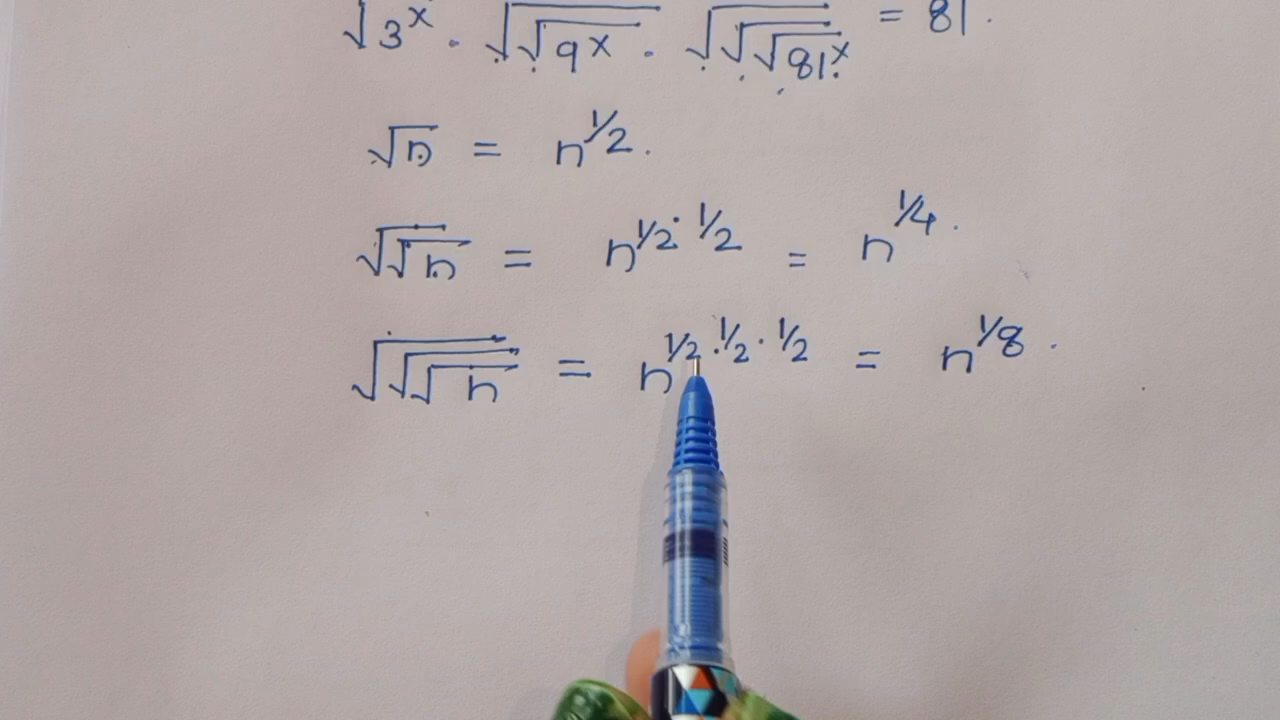 √3^x . √√9^x . √√√81^x = 81.
√n = n^1/2.
√√n = n^1/2 · 1/2 = n^1/4.
√√√n = n^1/2 · 1/2 · 1/2 = n^1/8.